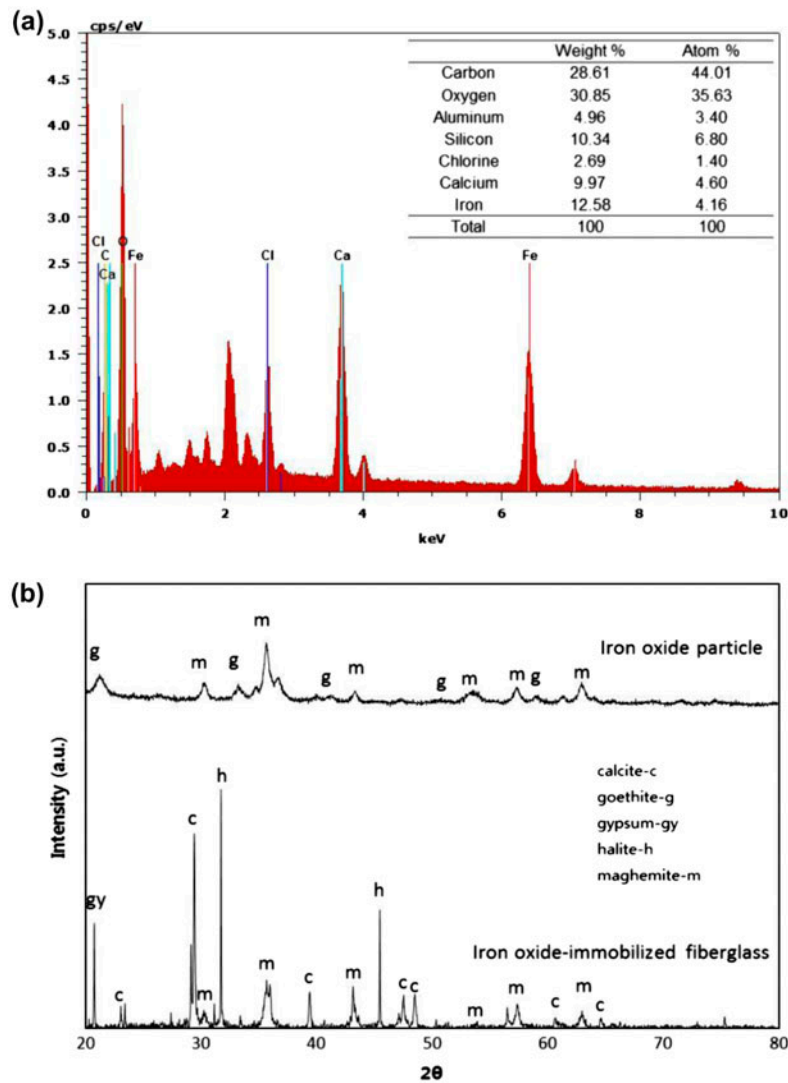 (a)
cps/eV
5.0
4.5
4.0
3.5
3.0
2.5
2.0
1.5
1.0
0.5
0.0
Weight % Atom %
Carbon 28.61 44.01
Oxygen 30.85 35.63
Aluminum 4.96 3.40
Silicon 10.34 6.80
Chlorine 2.69 1.40
Calcium 9.97 4.60
Iron 12.58 4.16
Total 100 100
Cl C O Fe Cl Ca Fe
Ca
0 2 4 6 8 10
keV
(b)
Iron oxide particle
g m g m g m g m m g m
calcite-c
goethite-g
gypsum-gy
halite-h
maghemite-m
Iron oxide-immobilized fiberglass
gy c c m h m c m h c c m m c m c
Intensity (a.u.)
20 30 40 50 60 70 80
2θ